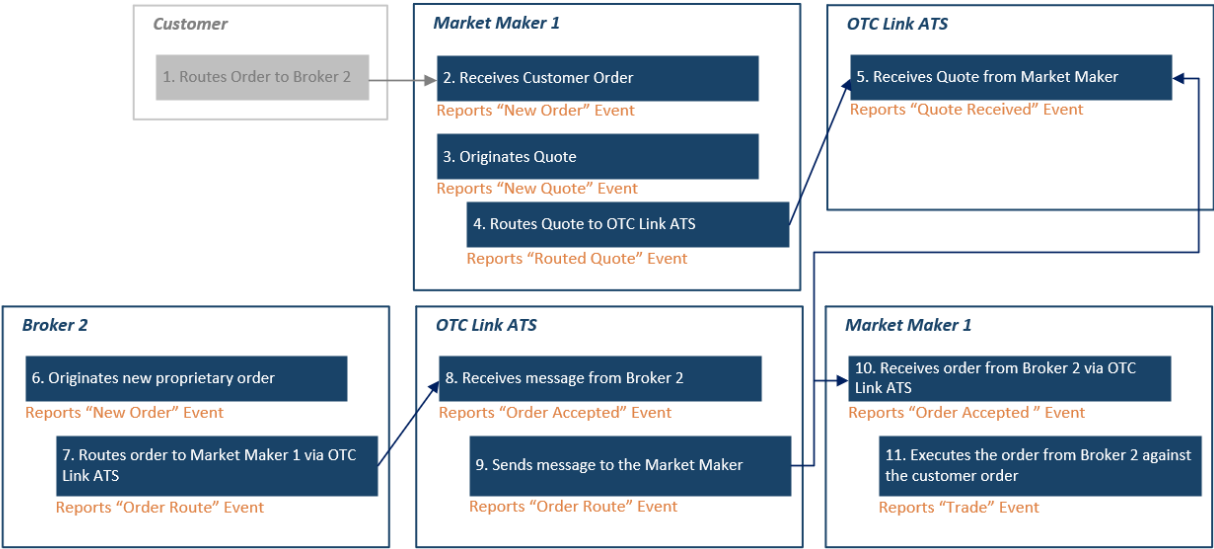 Customer
1. Routes Order to Broker 2
Market Maker 1
2. Receives Customer Order
Reports “New Order” Event
3. Originates Quote
Reports “New Quote” Event
4. Routes Quote to OTC Link ATS
Reports “Routed Quote” Event
OTC Link ATS
5. Receives Quote from Market Maker
Reports “Quote Received” Event
Broker 2
6. Originates new proprietary order
Reports “New Order” Event
7. Routes order to Market Maker 1 via OTC
Link ATS
Reports “Order Route” Event
OTC Link ATS
8. Receives message from Broker 2
Reports “Order Accepted” Event
9. Sends message to the Market Maker
Reports “Order Route” Event
Market Maker 1
10. Receives order from Broker 2 via OTC
Link ATS
Reports “Order Accepted ” Event
11. Executes the order from Broker 2 against
the customer order
Reports “Trade” Event